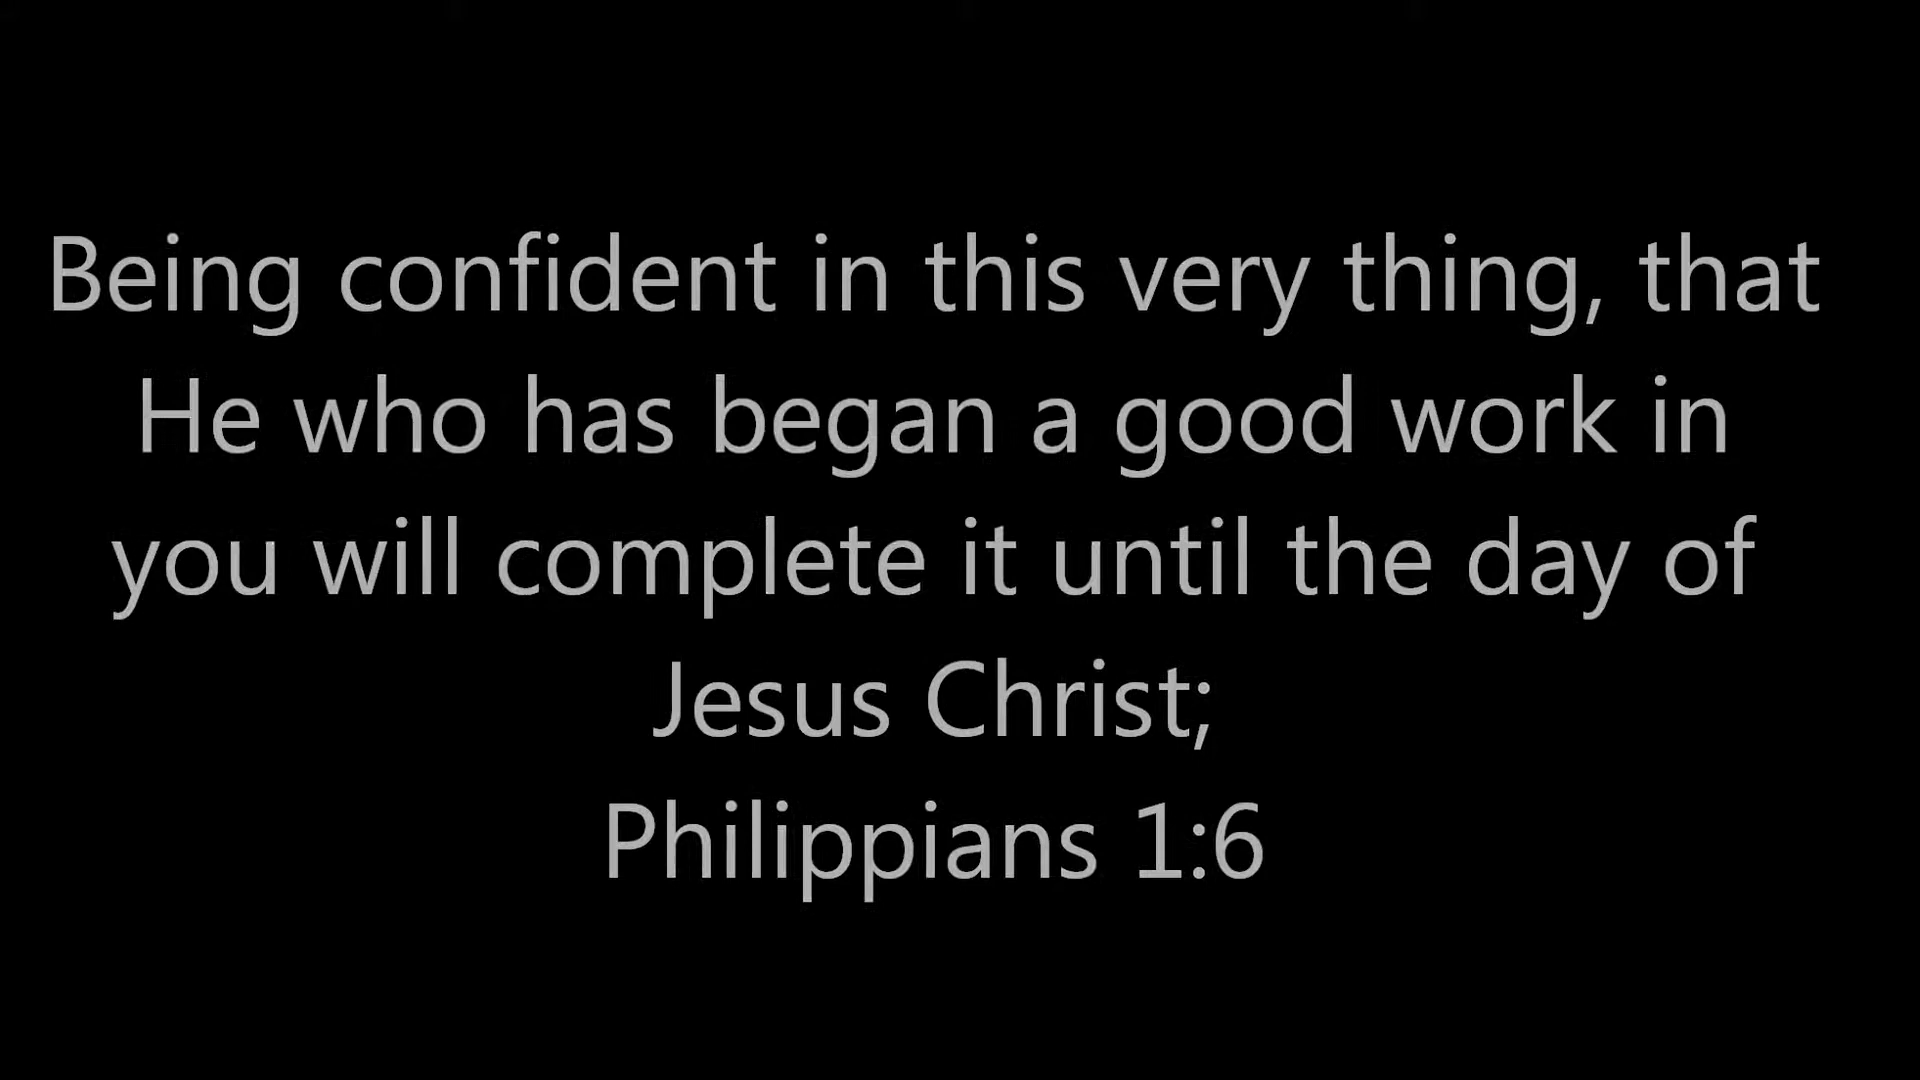 Being confident in this very thing, that
He who has began a good work in
you will complete it until the day of
Jesus Christ;
Philippians 1:6